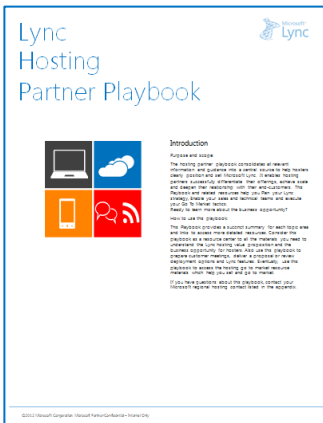 Lync
Hosting
Partner Playbook
Microsoft®
Lync
Introduction
Purpose and scope
The hosting partner playbook consolidates all relevant
information and guidance into a central source to help hosters
clearly position and sell Microsoft Lync. It enables hosting
partners successfully differentiate their offerings, achieve scale
and deepen their relationship with their end-customers. This
Playbook and related resources help you Plan your Lync
strategy, Enable your sales and technical teams and execute
your Go To Market tactics.
Ready to learn more about the business opportunity?
How to use this playbook
This Playbook provides a succinct summary for each topic area
and links to access more detailed resources. Consider this
playbook as a resource center to all the materials you need to
understand the Lync hosting value proposition and the
business opportunity for hosters. Also use this playbook to
prepare customer meetings, deliver a proposal or review
deployment options and Lync features. Eventually, use this
playbook to access the hosting go to market resource
materials which help you sell and go to market.
If you have questions about this playbook, contact your
Microsoft regional hosting contact listed in the appendix
©2012 Microsoft Corporation. Microsoft Partner Confidential – Internal Only